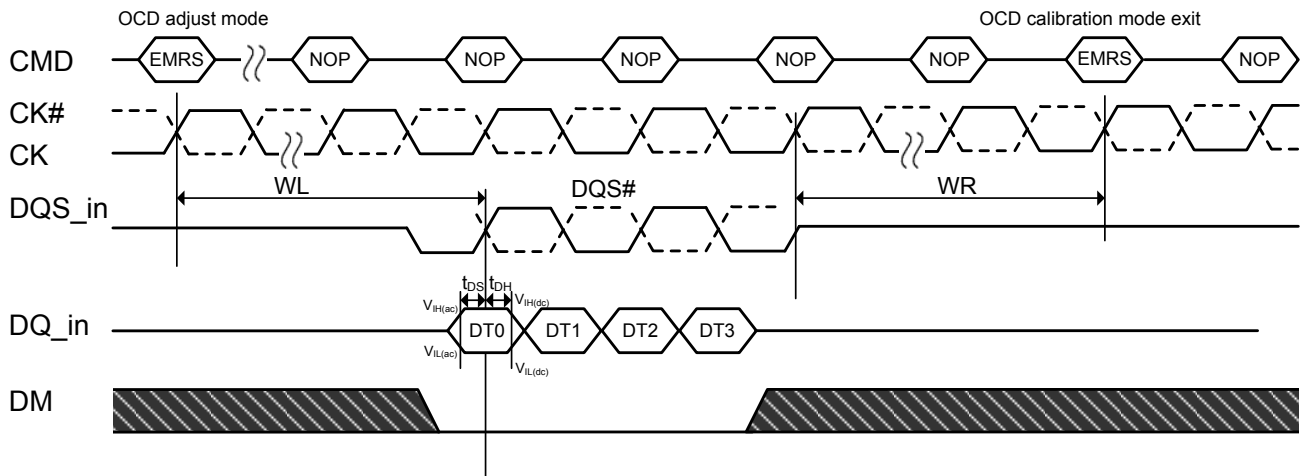 OCD adjust mode
OCD calibration mode exit
CMD
EMRS NOP NOP NOP NOP NOP EMRS NOP
CK#
CK
WL
DQS#
WR
DQS_in
tDS tDH
VIH(ac) VIH(dc)
DQ_in
DT0 DT1 DT2 DT3
VIL(ac)
VIL(dc)
DM